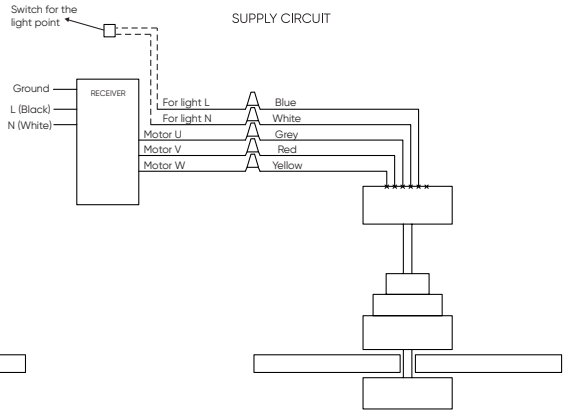 Switch for the
light point
SUPPLY CIRCUIT
Ground
L (Black)
N (White)
RECEIVER
For light L
Blue
For light N
White
Motor U
Grey
Motor V
Red
Motor W
Yellow